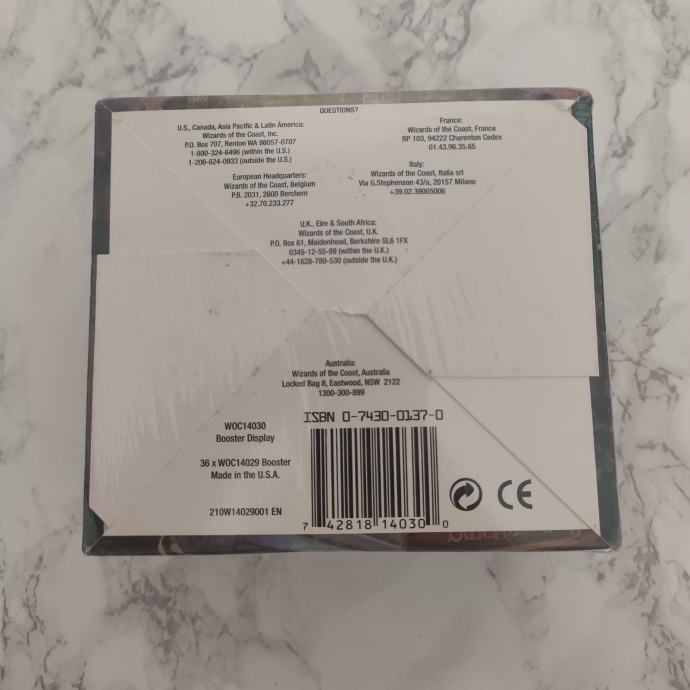 QUESTIONS?
U.S., Canada, Asia Pacific & Latin America:
Wizards of the Coast, Inc.
P.O. Box 707, Renton WA 98057-0707
1-800-324-6496 (within the U.S.)
1-206-624-0933 (outside the U.S.)
France:
Wizards of the Coast, France
BP 103, 94222 Charenton Cedex
01.43.96.35.65
European Headquarters:
Wizards of the Coast, Belgium
P.B. 2031, 2600 Berchem
+32.70.233.277
Italy:
Wizards of the Coast, Italia srl
Via G.Stephenson 43/a, 20157 Milano
+39.02.39005006
U.K., Eire & South Africa:
Wizards of the Coast, U.K.
P.O. Box 61, Maidenhead, Berkshire SL6 1FX
0345-12-55-99 (within the U.K.)
+44-1628-780-530 (outside the U.K.)
Australia:
Wizards of the Coast, Australia
Locked Bag 8, Eastwood, NSW 2122
1300-300-899
WOC14030
Booster Display
36 x WOC14029 Booster
Made in the U.S.A.
210W14029001 EN
ISBN 0-7430-0137-0
7 42818 14030 0
CE